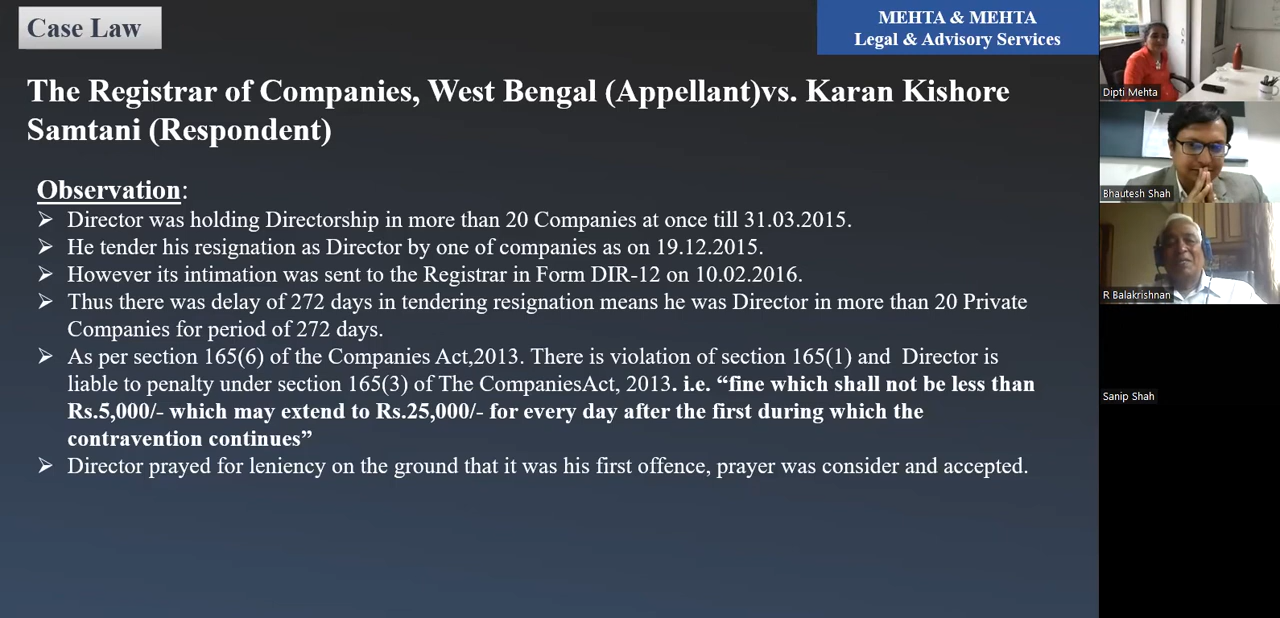 Case Law
MEHTA & MEHTA
Legal & Advisory Services
The Registrar of Companies, West Bengal (Appellant)vs. Karan Kishore
Samtani (Respondent)
Observation:
➢ Director was holding Directorship in more than 20 Companies at once till 31.03.2015.
➢ He tender his resignation as Director by one of companies as on 19.12.2015.
➢ However its intimation was sent to the Registrar in Form DIR-12 on 10.02.2016.
➢ Thus there was delay of 272 days in tendering resignation means he was Director in more than 20 Private
Companies for period of 272 days.
➢ As per section 165(6) of the Companies Act,2013. There is violation of section 165(1) and Director is
liable to penalty under section 165(3) of The CompaniesAct, 2013. i.e. “fine which shall not be less than
Rs.5,000/- which may extend to Rs.25,000/- for every day after the first during which the
contravention continues”
➢ Director prayed for leniency on the ground that it was his first offence, prayer was consider and accepted.
Dipti Mehta
Bhautesh Shah
R Balakrishnan
Sanip Shah